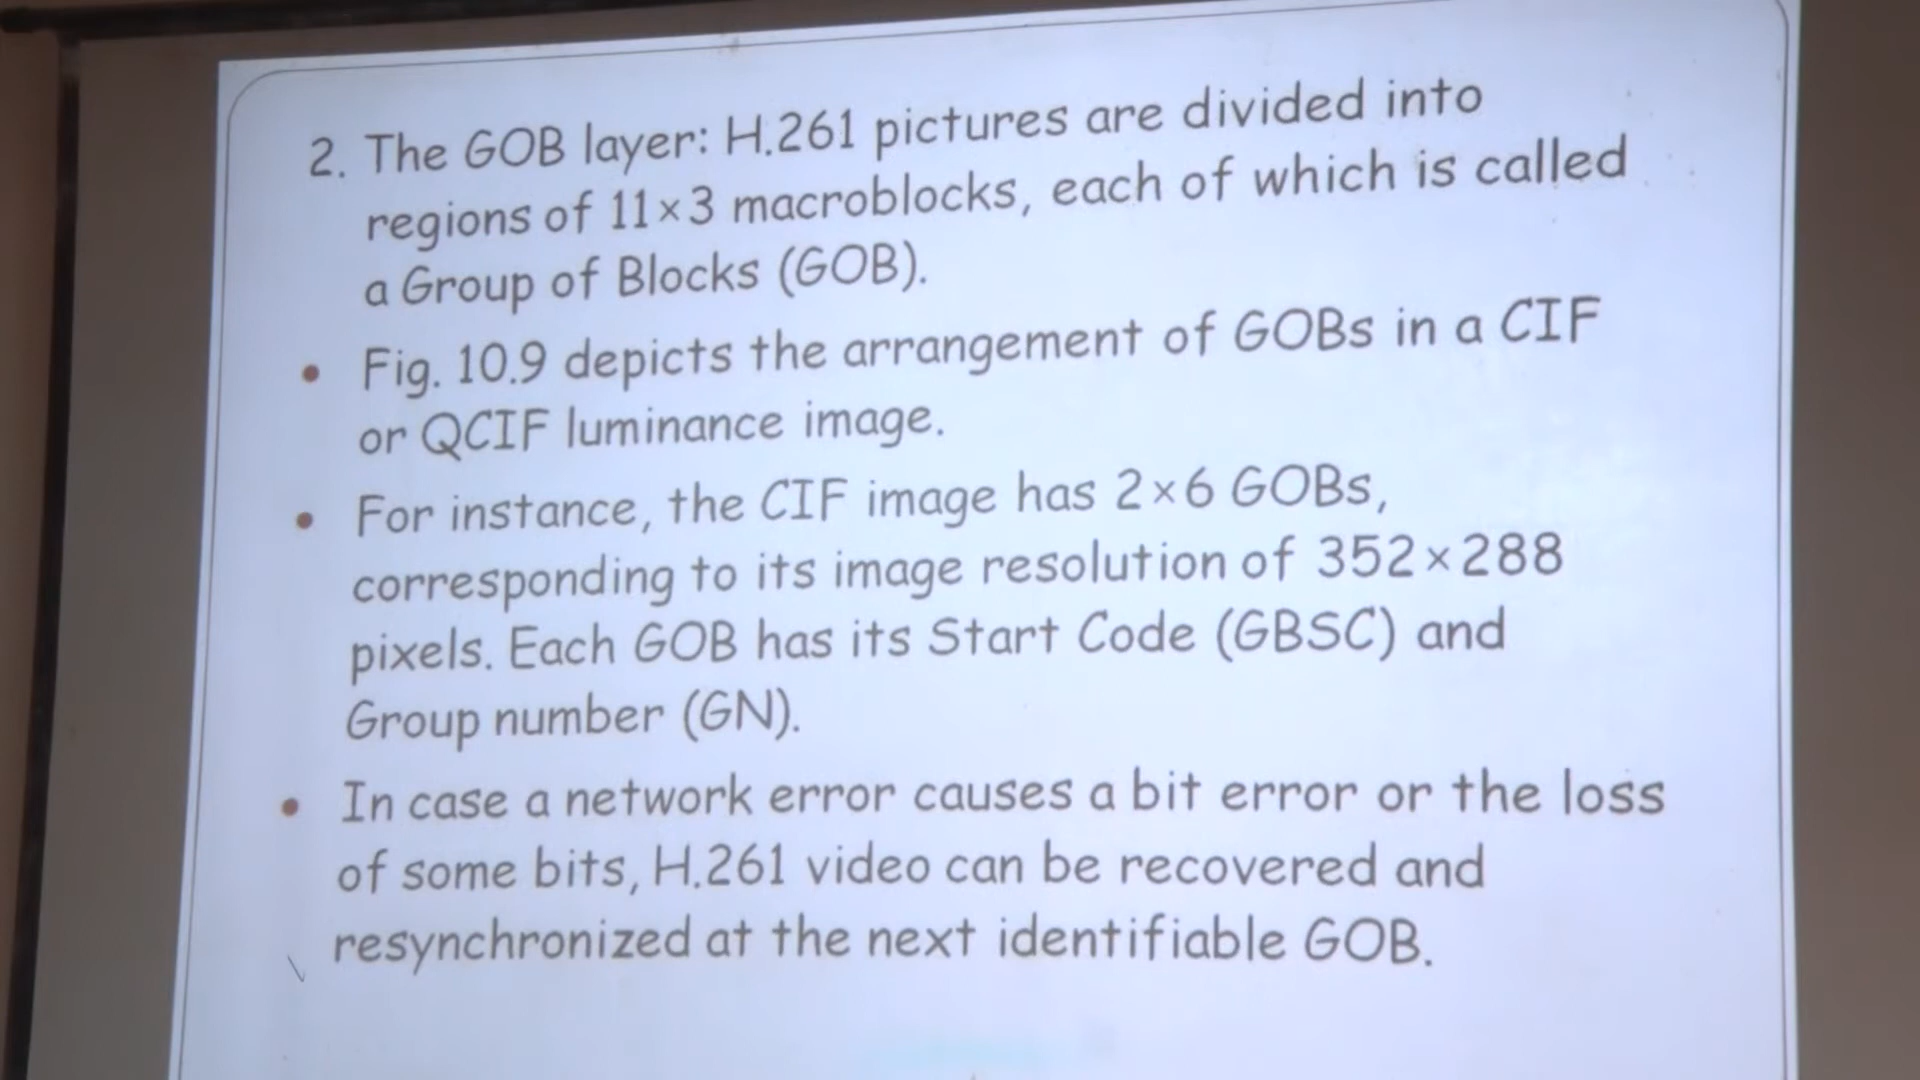 2. The GOB layer: H.261 pictures are divided into
regions of 11×3 macroblocks, each of which is called
a Group of Blocks (GOB).
• Fig. 10.9 depicts the arrangement of GOBs in a CIF
or QCIF luminance image.
• For instance, the CIF image has 2×6 GOBs,
corresponding to its image resolution of 352×288
pixels. Each GOB has its Start Code (GBSC) and
Group number (GN).
• In case a network error causes a bit error or the loss
of some bits, H.261 video can be recovered and
resynchronized at the next identifiable GOB.